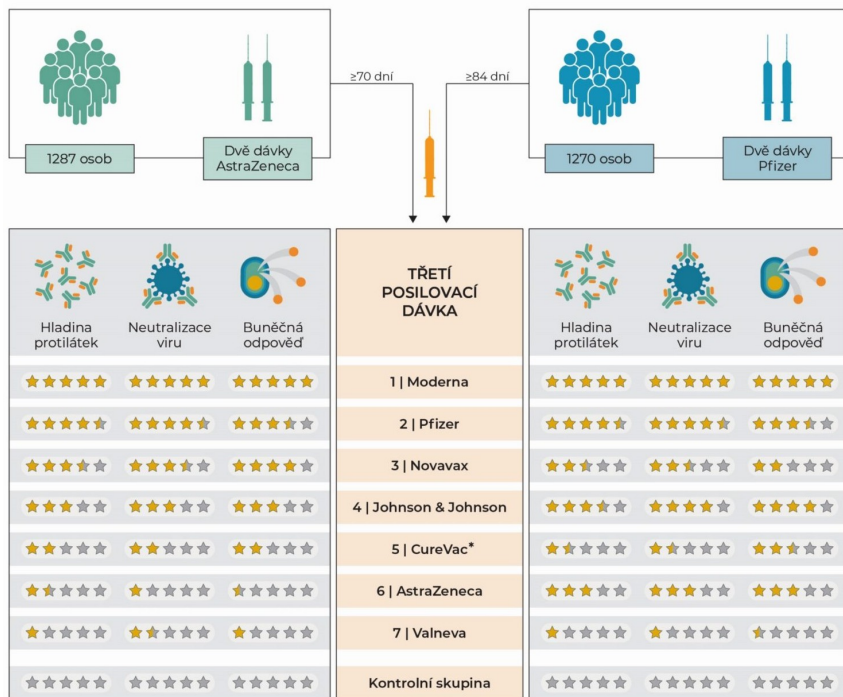 ≥70 dní
≥84 dní
1287 osob
Dvě dávky
AstraZeneca
1270 osob
Dvě dávky
Pfizer
Hladina
protilátek
Neutralizace
viru
Buněčná
odpověď
TŘETÍ
POSILOVACÍ
DÁVKA
Hladina
protilátek
Neutralizace
viru
Buněčná
odpověď
1 | Moderna
2 | Pfizer
3 | Novavax
4 | Johnson & Johnson
5 | CureVac*
6 | AstraZeneca
7 | Valneva
Kontrolní skupina